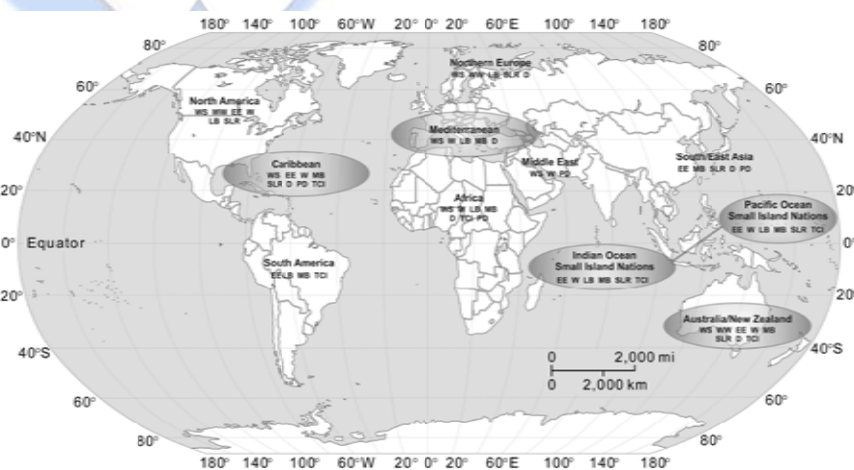 180° 140° 100° 60°W 20° 0° 20° 60°E 100° 140° 180°
80° 80°
Northern Europe
WS WW LB SLR D
60° 60°
North America
WS WW EE W
LB SLR
40°N 40°N
Mediterranean
WS W LB MB D
Caribbean
WS EE W MB
SLR D PD TCI
Middle East
WS W PD
South/East Asia
EE MB SLR D PD
20° 20
Africa
WS W LB MB
D TCI PD
Pacific Ocean
Small Island Nations
EE W LB MB SLR TCI
0° Equator 0°
South America
EE LB MB TCI
Indian Ocean
Small Island Nations
EE W LB MB SLR TCI
20° 20
Australia/New Zealand
WS WW EE W MB
SLR D TCI
40°S 40°S
0 2,000 mi
0 2,000 km
60° 60°
80° 80°
180° 140° 100° 60°W 20° 0° 20° 60°E 100° 140° 180°